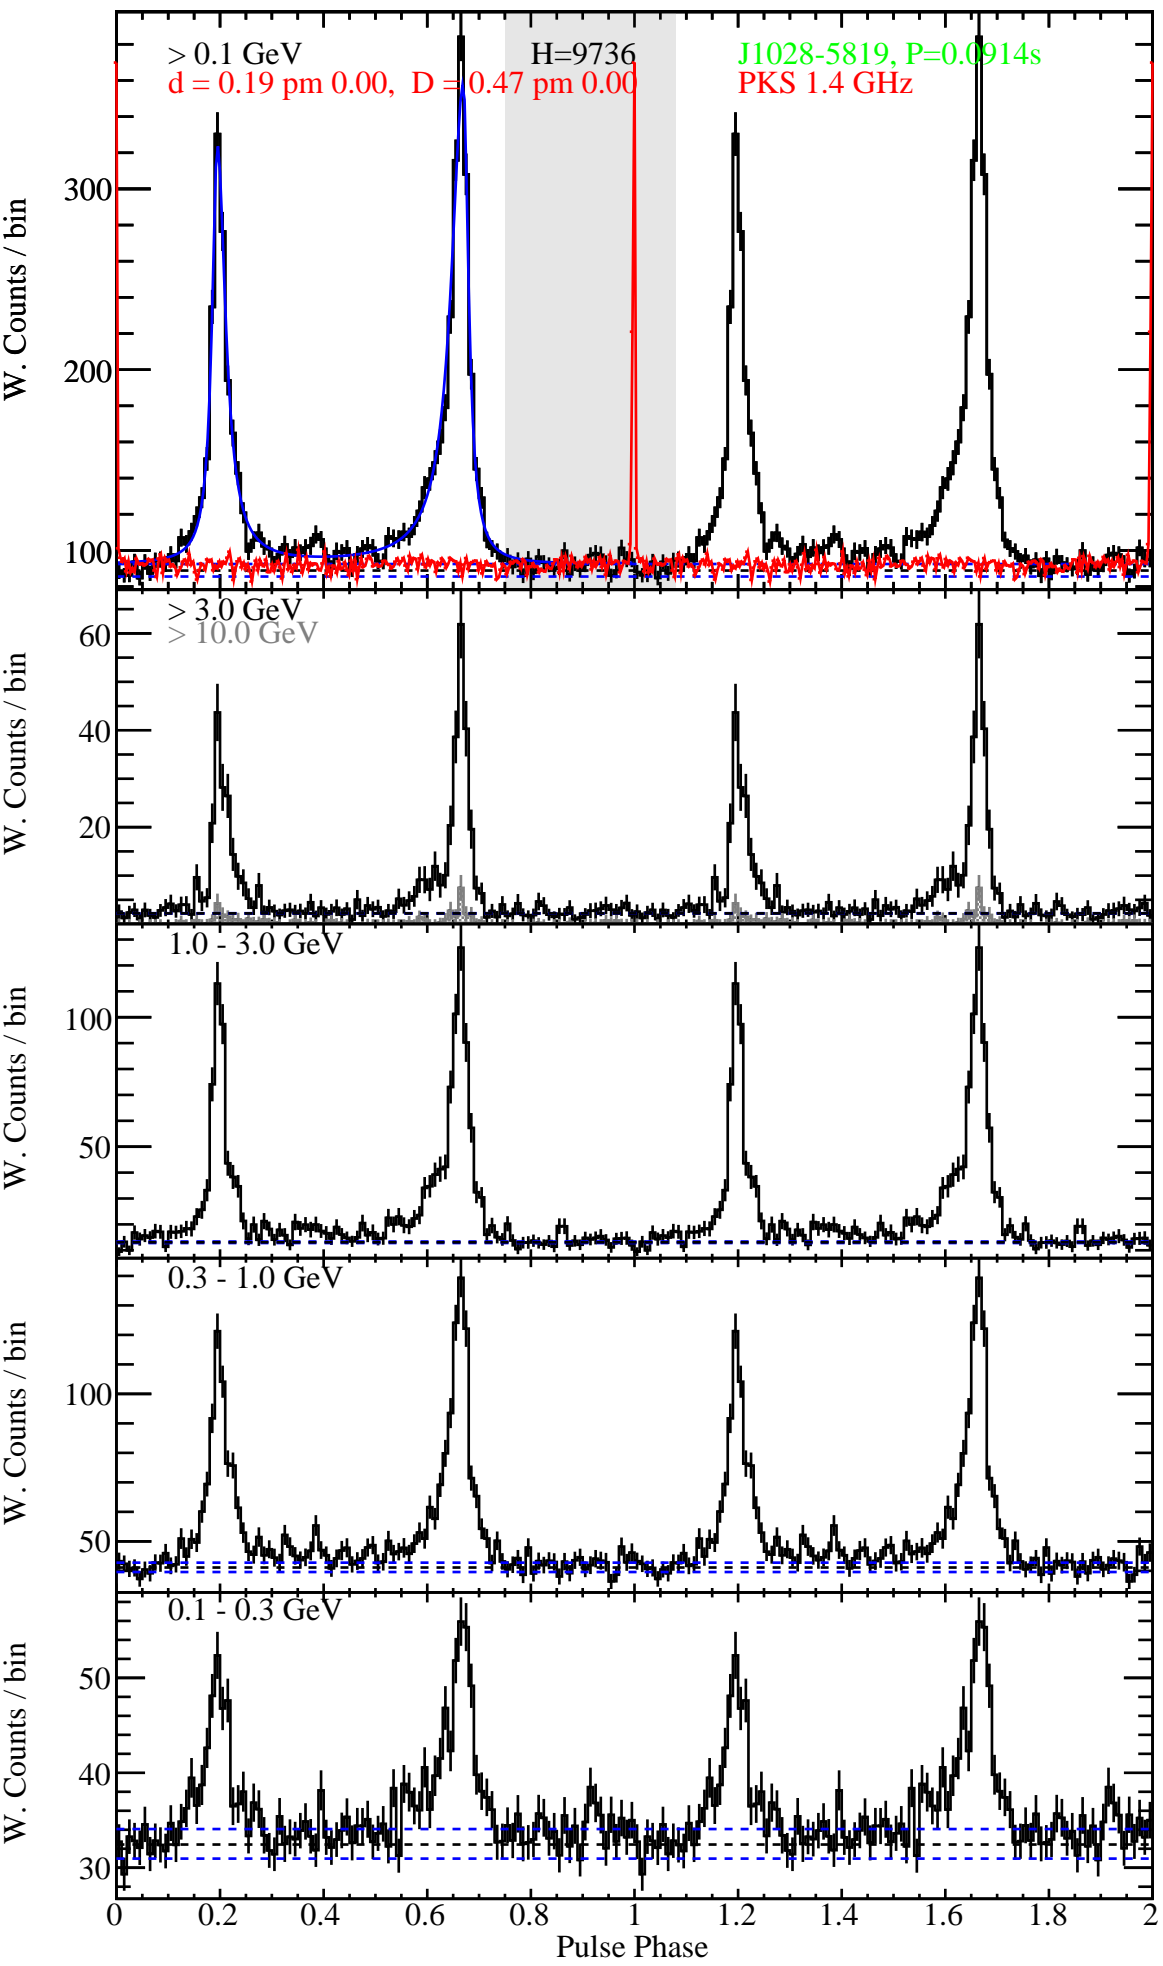 > 0.1 GeV H=9736 J1028-5819, P=0.0914s
d = 0.19 pm 0.00, D = 0.47 pm 0.00 PKS 1.4 GHz
W. Counts / bin
300
200
100
> 3.0 GeV
> 10.0 GeV
W. Counts / bin
60
40
20
1.0 - 3.0 GeV
W. Counts / bin
100
50
0.3 - 1.0 GeV
W. Counts / bin
100
50
0.1 - 0.3 GeV
W. Counts / bin
50
40
30
0 0.2 0.4 0.6 0.8 1 1.2 1.4 1.6 1.8 2
Pulse Phase